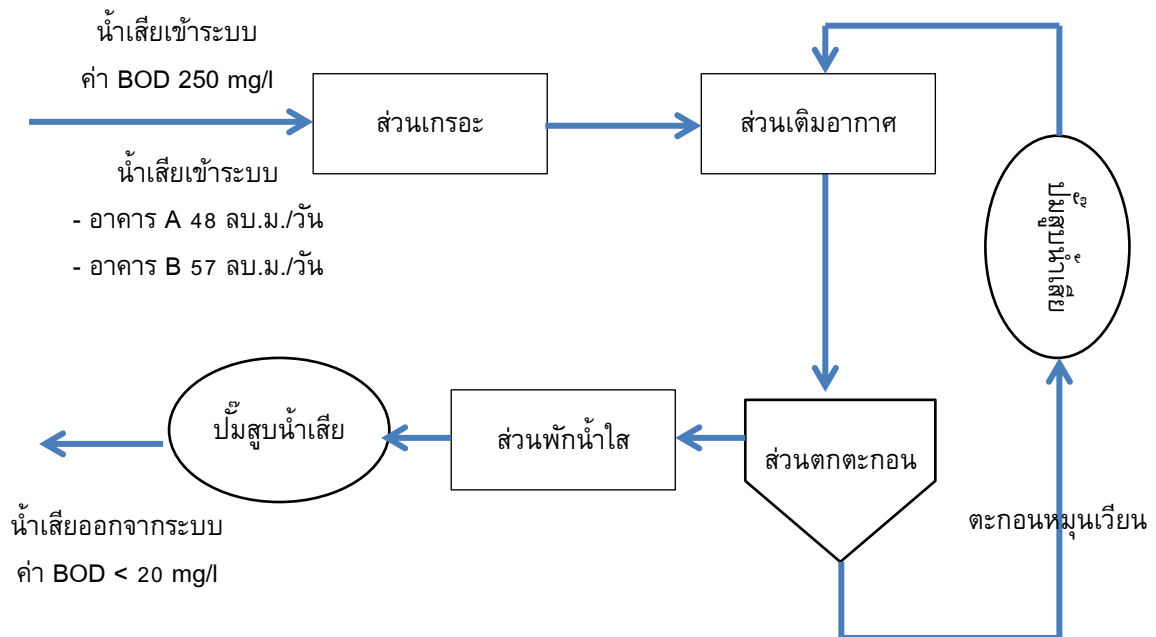 น้ำเสียเข้าระบบ
ค่า BOD 250 mg/l
ส่วนเกรอะ
ส่วนเติมอากาศ
น้ำเสียเข้าระบบ
- อาคาร A 48 ลบ.ม./วัน
- อาคาร B 57 ลบ.ม./วัน
ปั๊มสูบน้ำเสีย
ปั๊มสูบน้ำเสีย
ส่วนพักน้ำใส
ส่วนตกตะกอน
น้ำเสียออกจากระบบ
ค่า BOD < 20 mg/l
ตะกอนหมุนเวียน